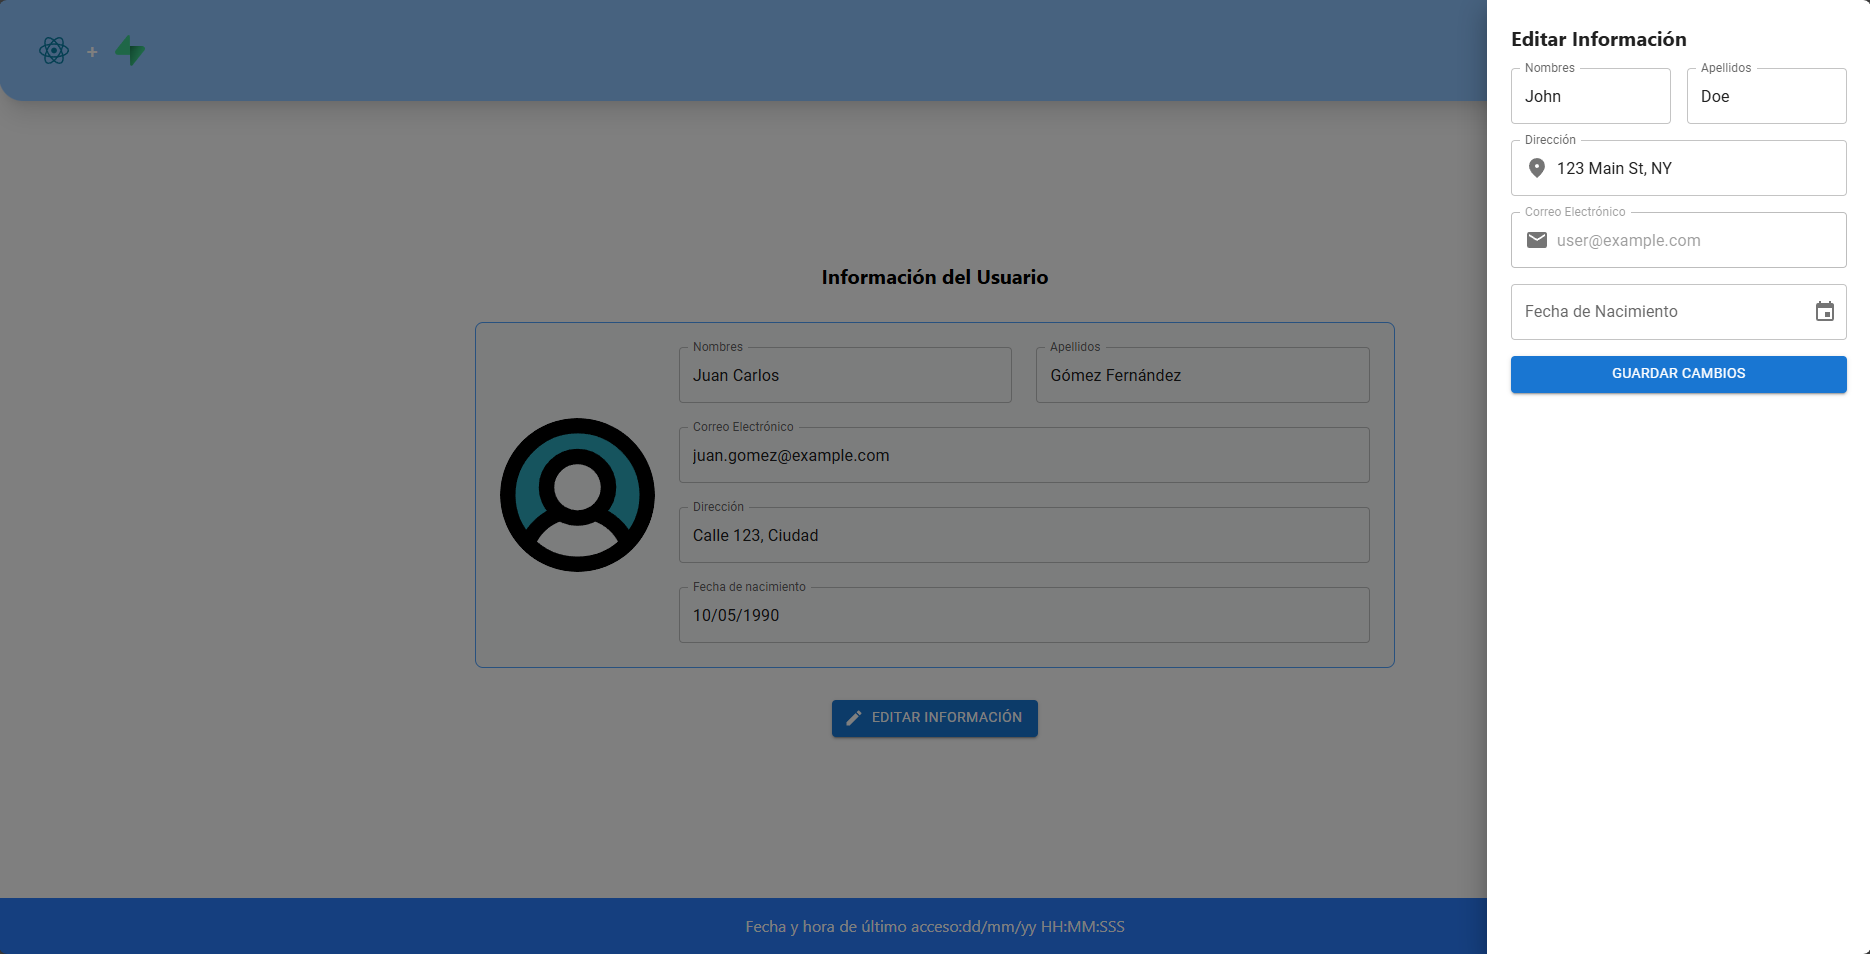 +
Información del Usuario
Nombres
Juan Carlos
Apellidos
Gómez Fernández
Correo Electrónico
juan.gomez@example.com
Dirección
Calle 123, Ciudad
Fecha de nacimiento
10/05/1990
EDITAR INFORMACIÓN
Fecha y hora de último acceso:dd/mm/yy HH:MM:SSS
Editar Información
Nombres
John
Apellidos
Doe
Dirección
123 Main St, NY
Correo Electrónico
user@example.com
Fecha de Nacimiento
GUARDAR CAMBIOS